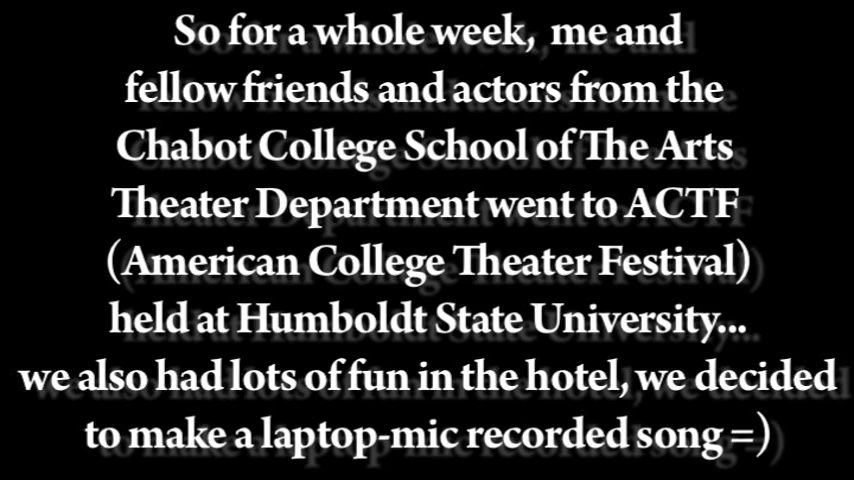 So for a whole week, me and
fellow friends and actors from the
Chabot College School of The Arts
Theater Department went to ACTF
(American College Theater Festival)
held at Humboldt State University...
we also had lots of fun in the hotel, we decided
to make a laptop-mic recorded song =)